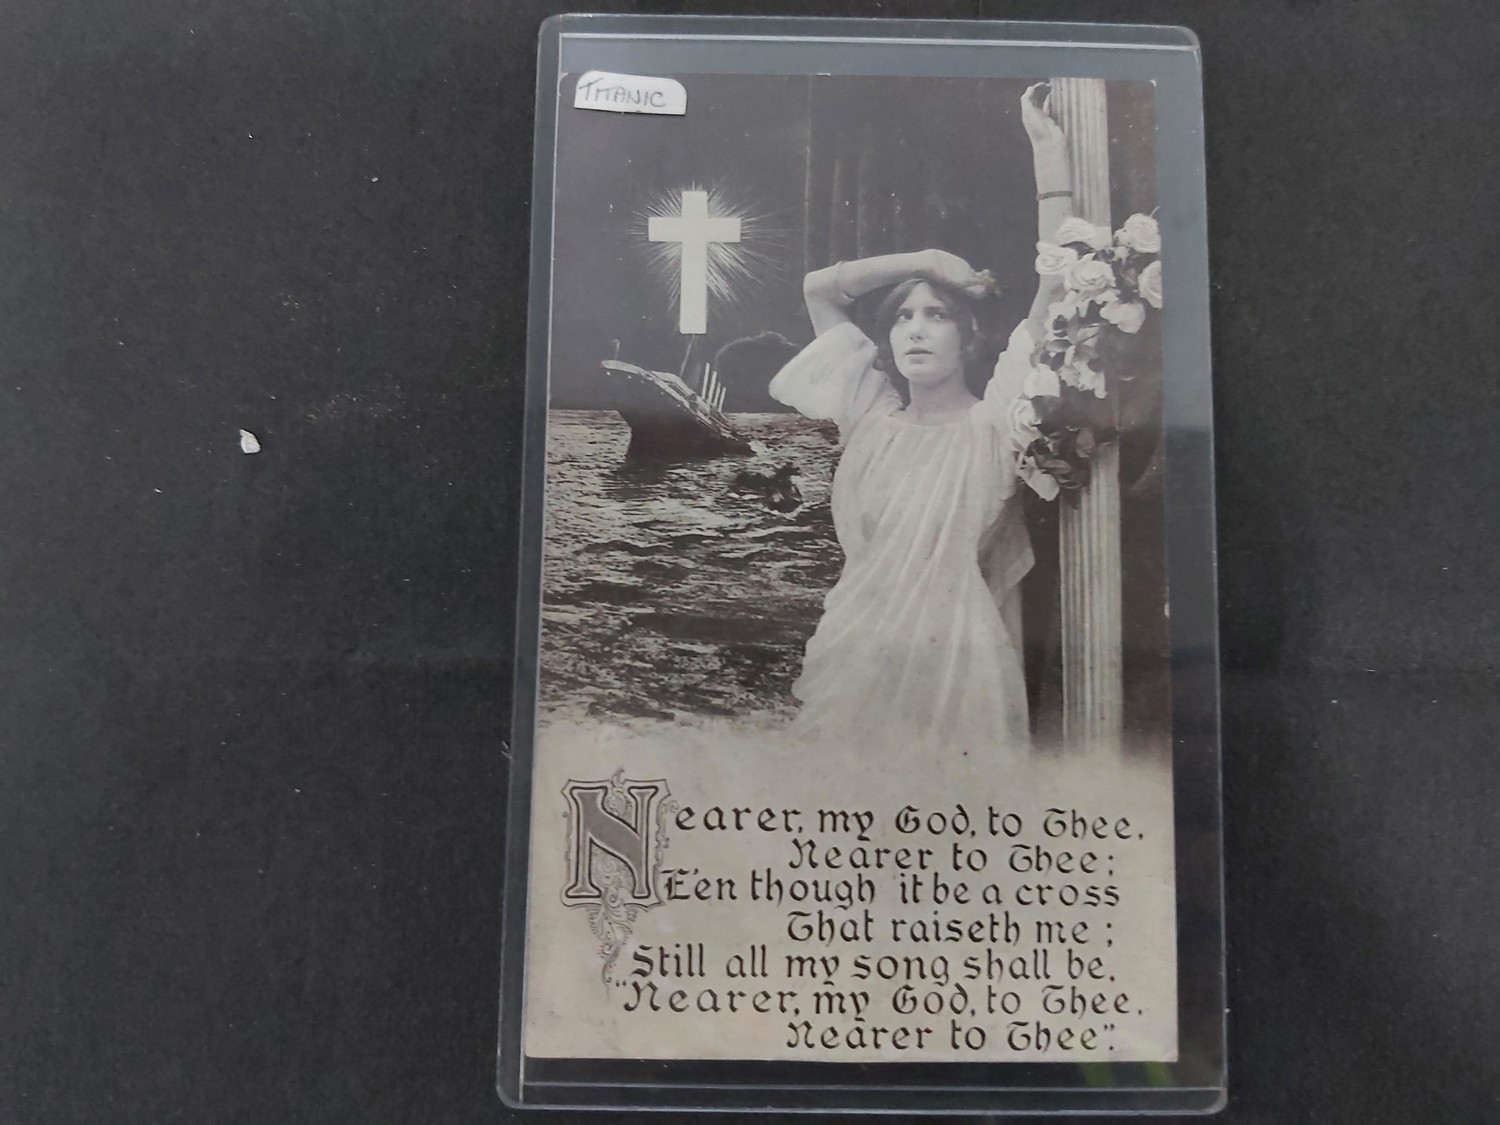 TITANIC
Nearer, my God, to Thee.
Nearer to Thee;
E'en though it be a cross
That raiseth me;
Still all my song shall be.
"Nearer, my God, to Thee.
Nearer to Thee".